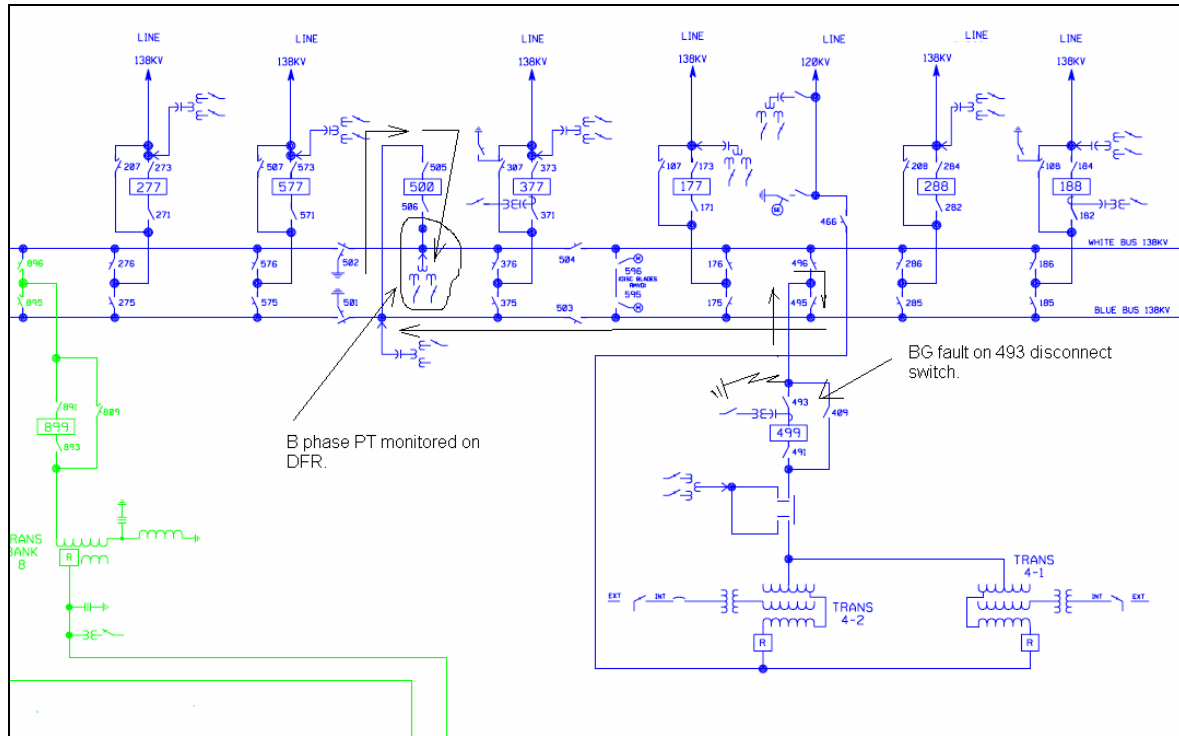 LINE LINE LINE LINE LINE LINE LINE
138KV 138KV 138KV 138KV 120KV 138KV 138KV
207 273 507 573 505 307 373 107 173 208 284 108 184
277 577 500 377 177 288 188
271 571 506 371 171 466 282 182
GE
WHITE BUS 138KV
896 276 576 502 376 504 596 176 496 286 186
(DISC BLADES
RMVD)
895 275 575 501 375 503 595 175 495 285 185
M
M
BLUE BUS 138KV
BG fault on 493 disconnect
switch.
891 809
899
893
493 409
499
491
B phase PT monitored on
DFR.
TRANS
BANK
8
R
TRANS
4-1
EXT INT INT EXT
TRANS
4-2
R R